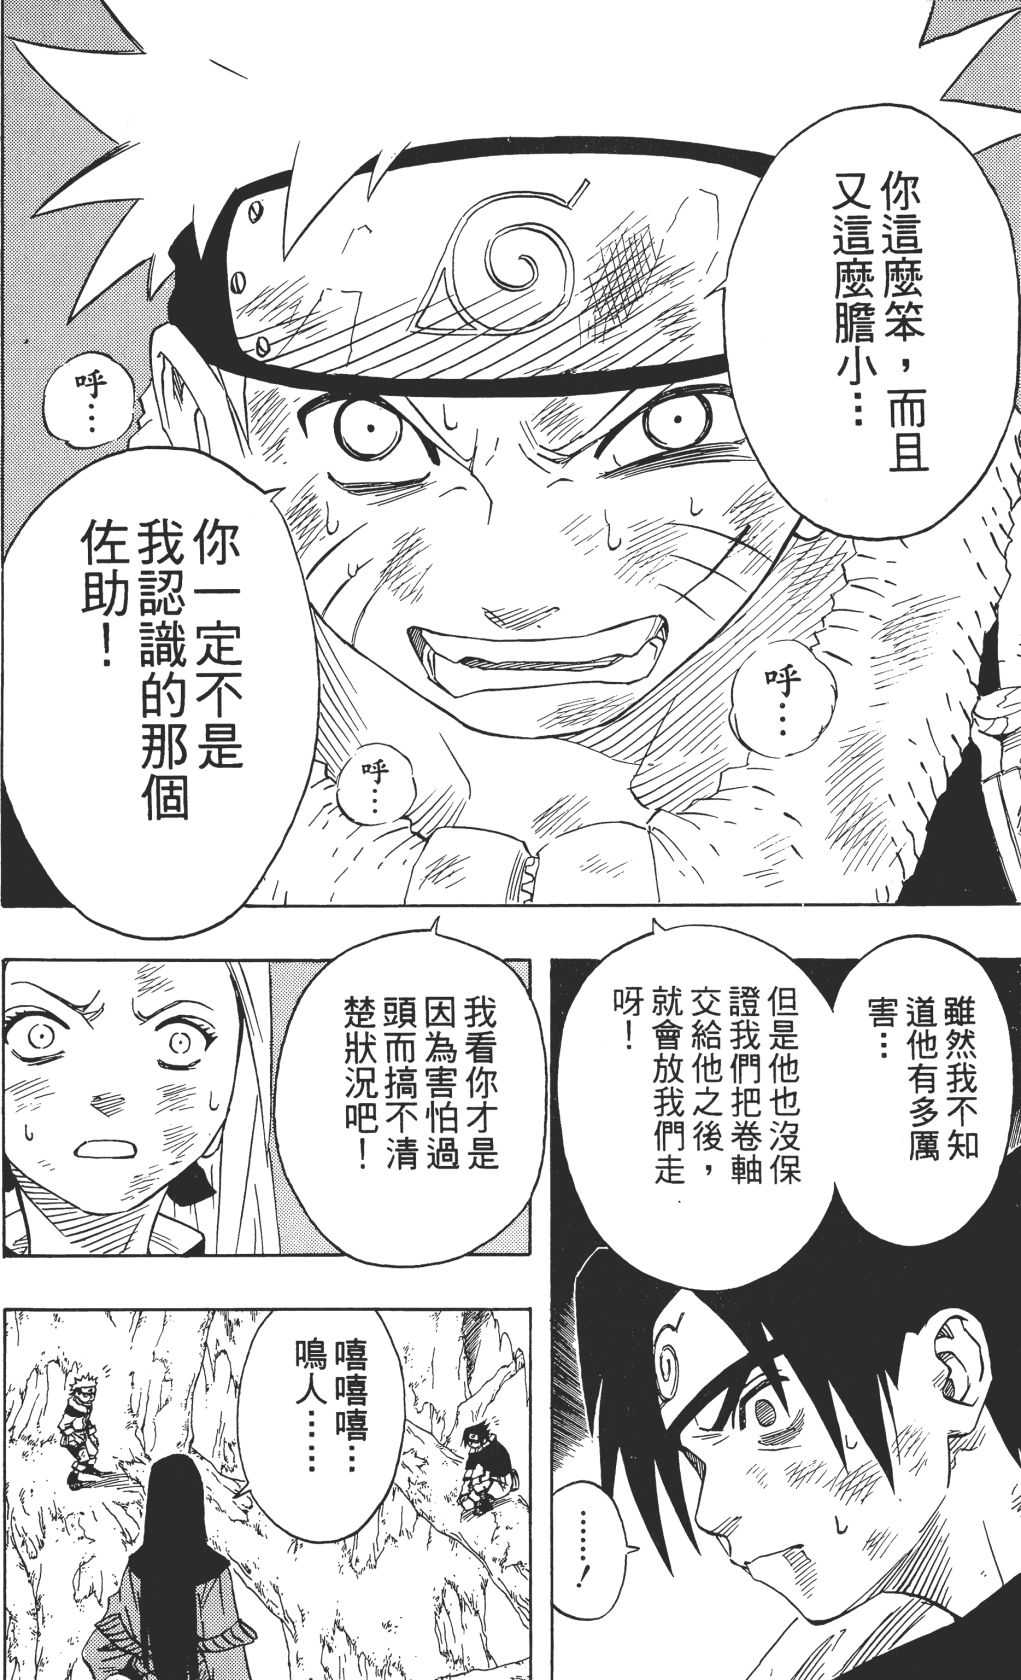 你這麼笨，而且
又這麼膽小…
呼…
呼…
呼…
你一定不是
我認識的那個
佐助！
雖然我不知
道他有多厲
害…
但是他也沒保
證我們把卷軸
交給他之後，
就會放我們走
呀！
……！
我看你才是
因為害怕過
頭而搞不清
楚狀況吧！
嘻嘻嘻…
鳴人……